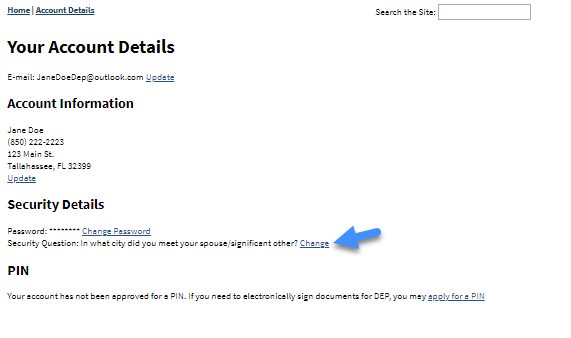 Home | Account Details
Search the Site:
Your Account Details
E-mail: JaneDoeDep@outlook.com Update
Account Information
Jane Doe
(850) 222-2223
123 Main St.
Tallahassee, FL 32399
Update
Security Details
Password: ******** Change Password
Security Question: In what city did you meet your spouse/significant other? Change
PIN
Your account has not been approved for a PIN. If you need to electronically sign documents for DEP, you may apply for a PIN